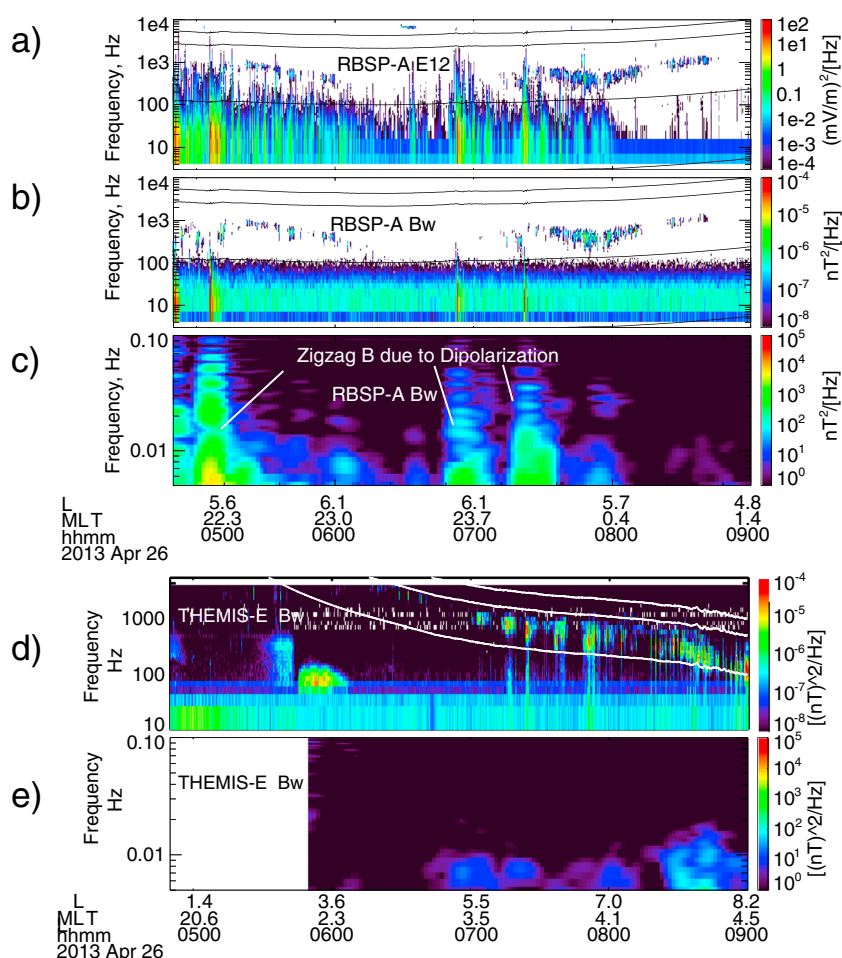 a)
Frequency, Hz
1e4
1e3
100
10
RBSP-A E12
1e2
1e1
0.1
1e-2
1e-3
1e-4
(mV/m)²/[Hz]
b)
Frequency, Hz
1e4
1e3
100
10
RBSP-A Bw
10⁻⁴
10⁻⁵
10⁻⁶
10⁻⁷
10⁻⁸
nT²/[Hz]
c)
Frequency, Hz
0.10
0.01
Zigzag B due to Dipolarization
RBSP-A Bw
10⁵
10⁴
10³
10²
10¹
10⁰
nT²/[Hz]
L 5.6 6.1 6.1 5.7 4.8
MLT 22.3 23.0 23.7 0.4 1.4
hhmm 0500 0600 0700 0800 0900
2013 Apr 26
d)
Frequency
Hz
1000
100
10
THEMIS-E Bw
10⁻⁴
10⁻⁵
10⁻⁶
10⁻⁷
10⁻⁸
[(nT)^2/Hz]
e)
Frequency
Hz
0.10
0.01
THEMIS-E Bw
10⁵
10⁴
10³
10²
10¹
10⁰
[(nT)^2/Hz]
L 1.4 3.6 5.5 7.0 8.2
MLT 20.6 2.3 3.5 4.1 4.5
L
hhmm 0500 0600 0700 0800 0900
2013 Apr 26